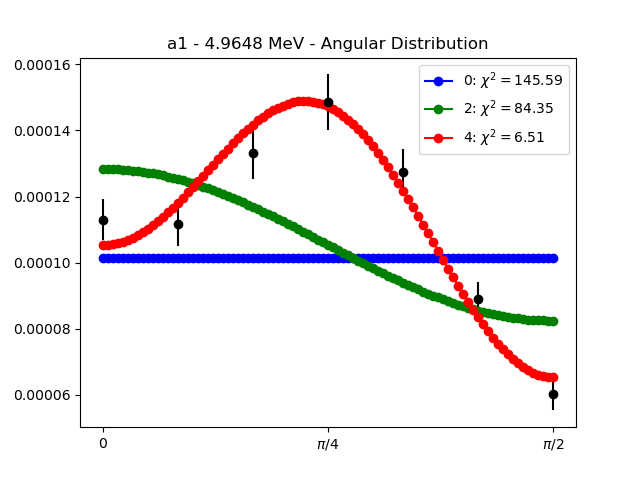 a1 - 4.9648 MeV - Angular Distribution
0.00016
0.00014
0.00012
0.00010
0.00008
0.00006
0: χ² = 145.59
2: χ² = 84.35
4: χ² = 6.51
0
π/4
π/2